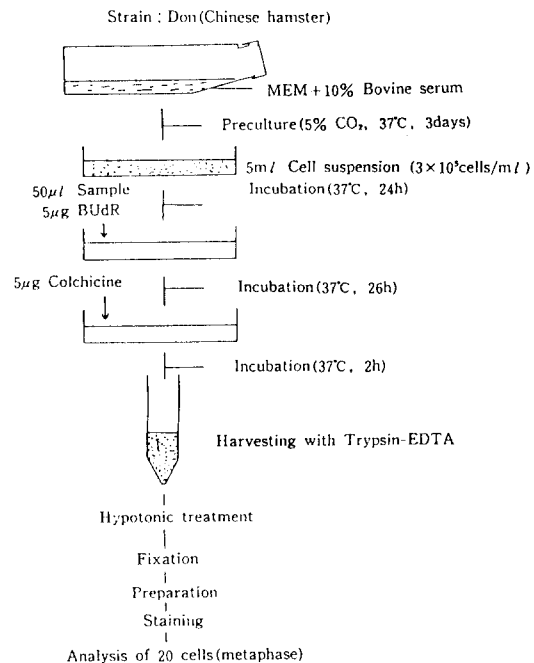 Strain : Don (Chinese hamster)
MEM + 10% Bovine serum
Preculture (5% CO₂, 37℃, 3days)
5ml Cell suspension (3×10⁵cells/ml)
50μl Sample
5μg BUdR
Incubation (37℃, 24h)
5μg Colchicine
Incubation (37℃, 26h)
Incubation (37℃, 2h)
Harvesting with Trypsin-EDTA
Hypotonic treatment
Fixation
Preparation
Staining
Analysis of 20 cells (metaphase)